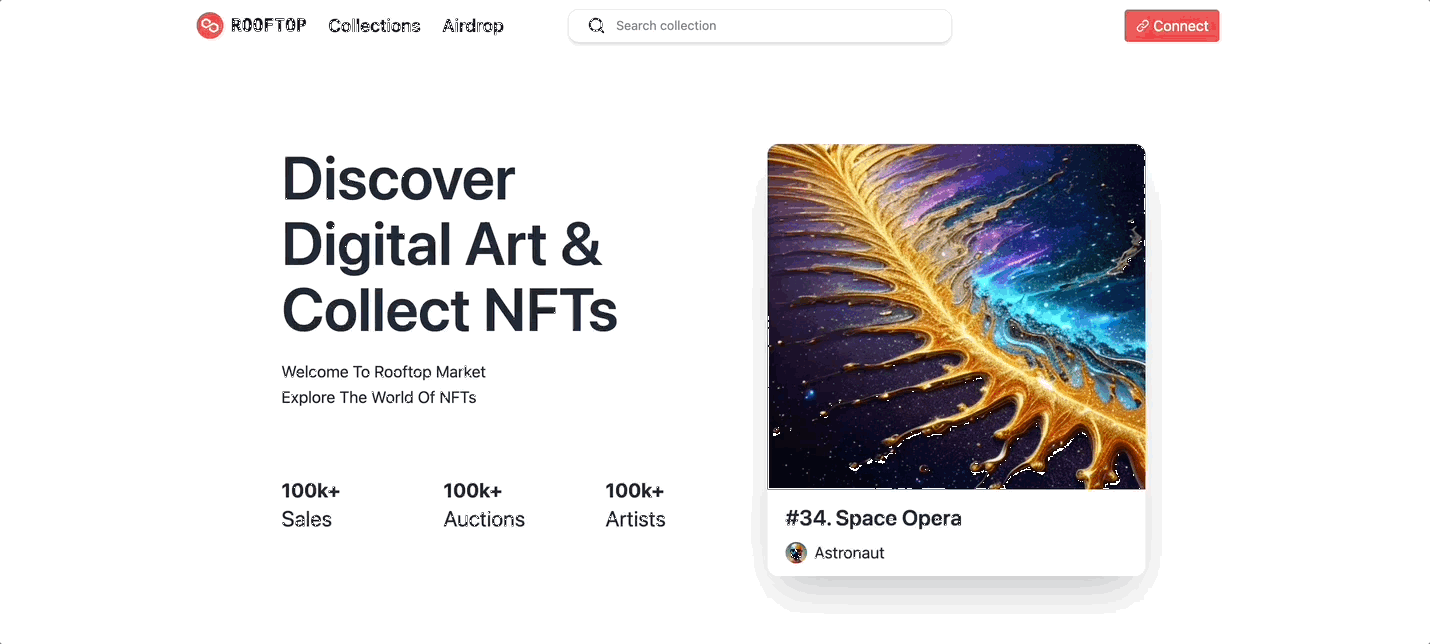 ROOFTOP Collections Airdrop Search collection Connect
Discover
Digital Art &
Collect NFTs
Welcome To Rooftop Market
Explore The World Of NFTs
100k+ 100k+ 100k+
Sales Auctions Artists
#34. Space Opera
Astronaut